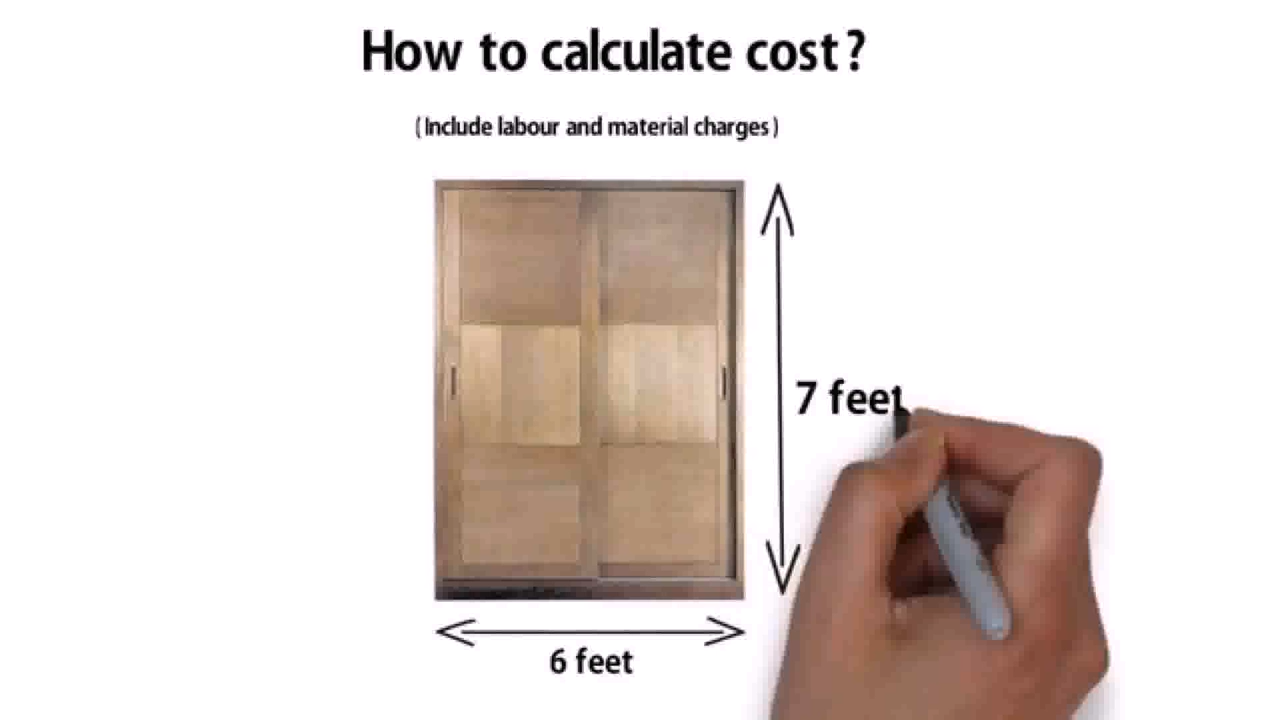 How to calculate cost?
(Include labour and material charges)
7 feet
6 feet